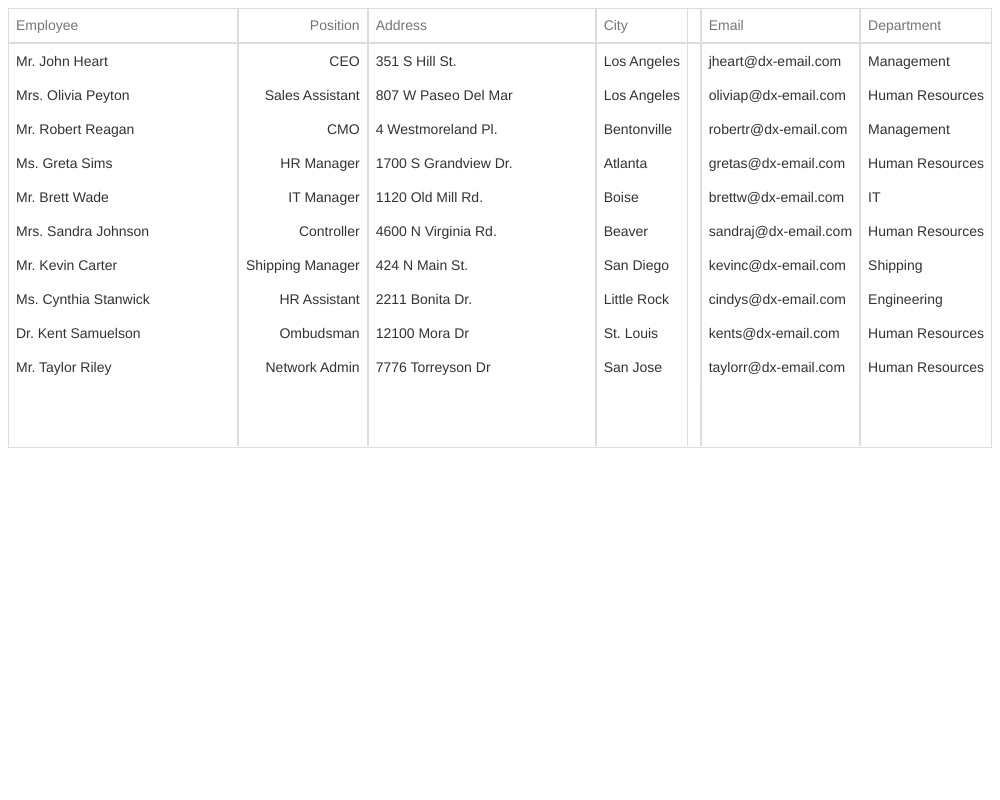 Employee Position Address City Email Department
Mr. John Heart CEO 351 S Hill St. Los Angeles jheart@dx-email.com Management
Mrs. Olivia Peyton Sales Assistant 807 W Paseo Del Mar Los Angeles oliviap@dx-email.com Human Resources
Mr. Robert Reagan CMO 4 Westmoreland Pl. Bentonville robertr@dx-email.com Management
Ms. Greta Sims HR Manager 1700 S Grandview Dr. Atlanta gretas@dx-email.com Human Resources
Mr. Brett Wade IT Manager 1120 Old Mill Rd. Boise brettw@dx-email.com IT
Mrs. Sandra Johnson Controller 4600 N Virginia Rd. Beaver sandraj@dx-email.com Human Resources
Mr. Kevin Carter Shipping Manager 424 N Main St. San Diego kevinc@dx-email.com Shipping
Ms. Cynthia Stanwick HR Assistant 2211 Bonita Dr. Little Rock cindys@dx-email.com Engineering
Dr. Kent Samuelson Ombudsman 12100 Mora Dr St. Louis kents@dx-email.com Human Resources
Mr. Taylor Riley Network Admin 7776 Torreyson Dr San Jose taylorr@dx-email.com Human Resources